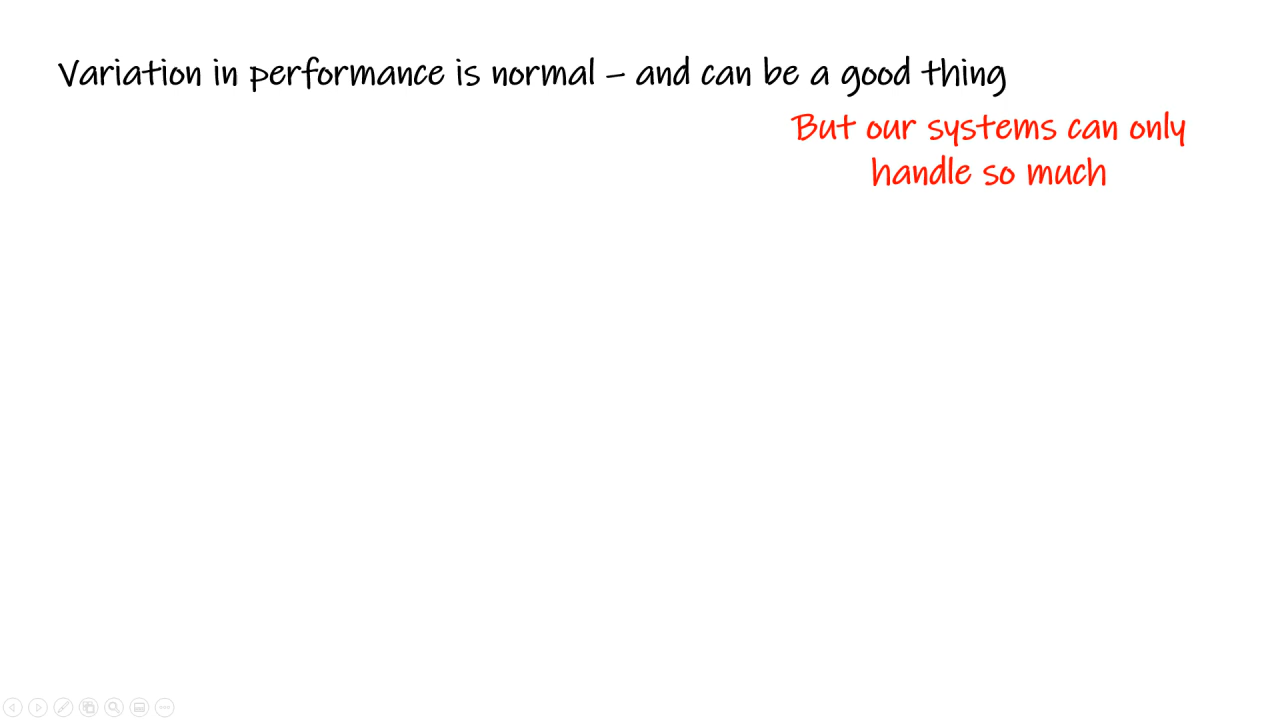 Variation in performance is normal – and can be a good thing
But our systems can only
handle so much